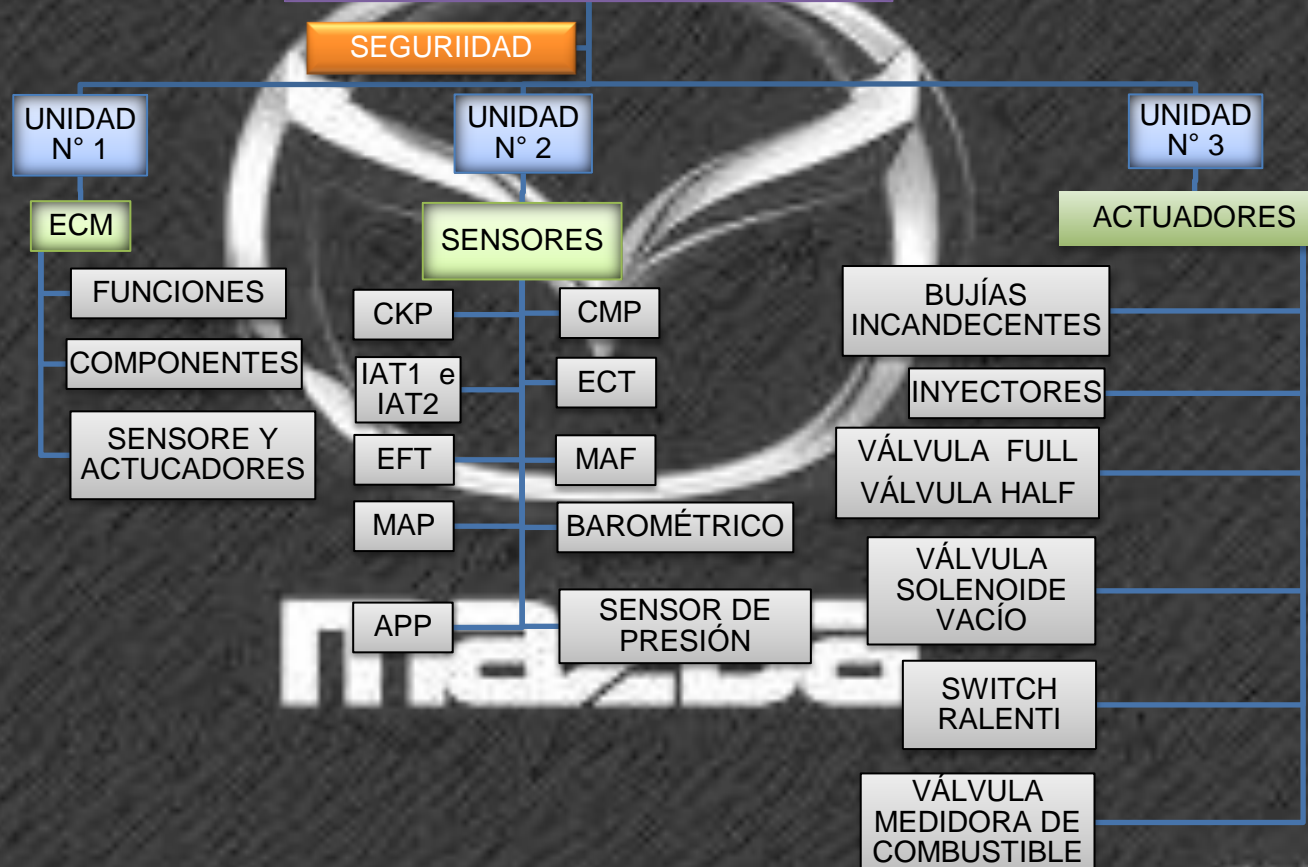 SEGURIIDAD
UNIDAD
N° 1
UNIDAD
N° 2
UNIDAD
N° 3
ECM
FUNCIONES
COMPONENTES
SENSORE Y
ACTUCADORES
SENSORES
CKP
CMP
IAT1 e
IAT2
ECT
EFT
MAF
MAP
BAROMÉTRICO
APP
SENSOR DE
PRESIÓN
ACTUADORES
BUJÍAS
INCANDECENTES
INYECTORES
VÁLVULA FULL
VÁLVULA HALF
VÁLVULA
SOLENOIDE
VACÍO
SWITCH
RALENTI
VÁLVULA
MEDIDORA DE
COMBUSTIBLE
mazda